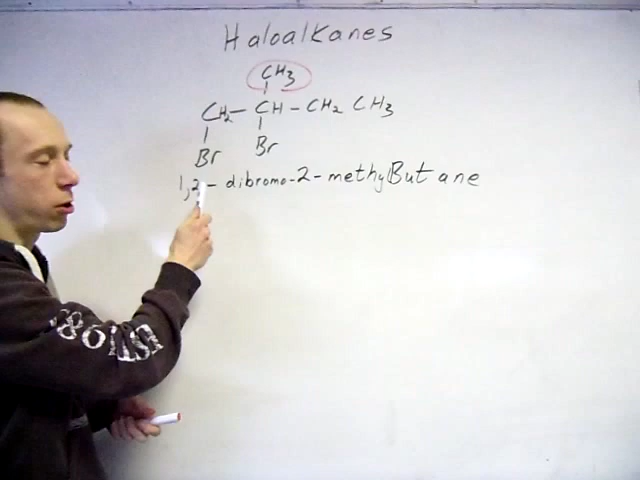 Haloalkanes
CH3
CH2 - CH - CH2 CH3
Br Br
1,2 - dibromo-2-methylButane